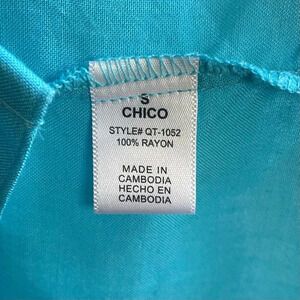 S
CHICO
STYLE# QT-1052
100% RAYON
MADE IN
CAMBODIA
HECHO EN
CAMBODIA